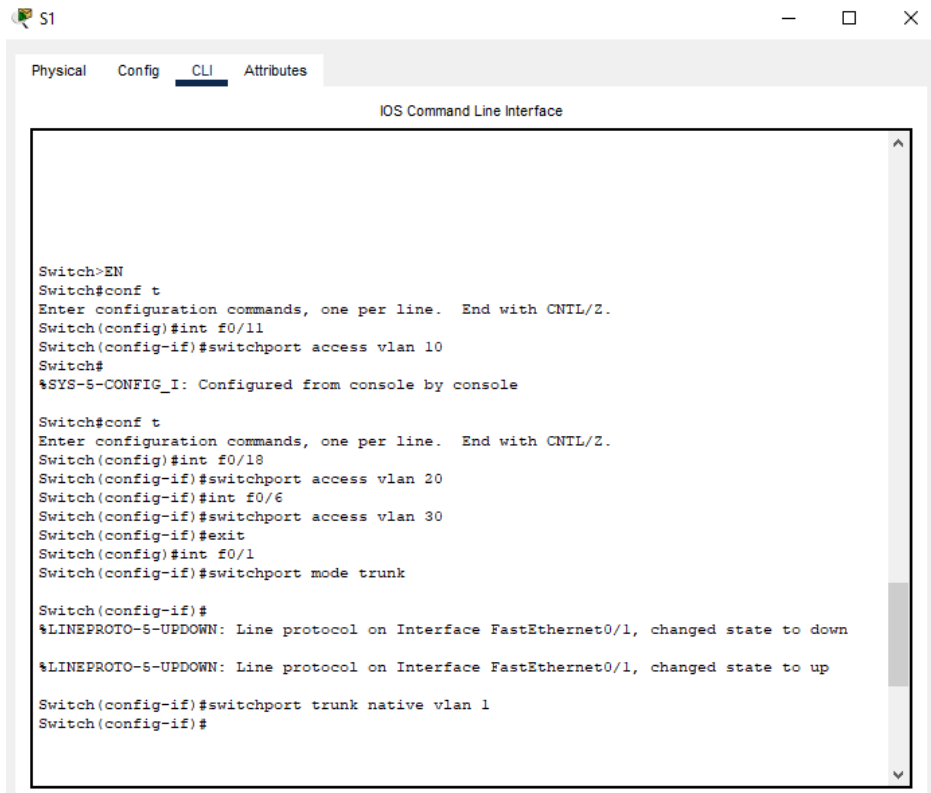 S1
Physical Config CLI Attributes
IOS Command Line Interface
Switch>EN
Switch#conf t
Enter configuration commands, one per line.  End with CNTL/Z.
Switch(config)#int f0/11
Switch(config-if)#switchport access vlan 10
Switch#
%SYS-5-CONFIG_I: Configured from console by console
Switch#conf t
Enter configuration commands, one per line.  End with CNTL/Z.
Switch(config)#int f0/18
Switch(config-if)#switchport access vlan 20
Switch(config-if)#int f0/6
Switch(config-if)#switchport access vlan 30
Switch(config-if)#exit
Switch(config)#int f0/1
Switch(config-if)#switchport mode trunk
Switch(config-if)#
%LINEPROTO-5-UPDOWN: Line protocol on Interface FastEthernet0/1, changed state to down
%LINEPROTO-5-UPDOWN: Line protocol on Interface FastEthernet0/1, changed state to up
Switch(config-if)#switchport trunk native vlan 1
Switch(config-if)#